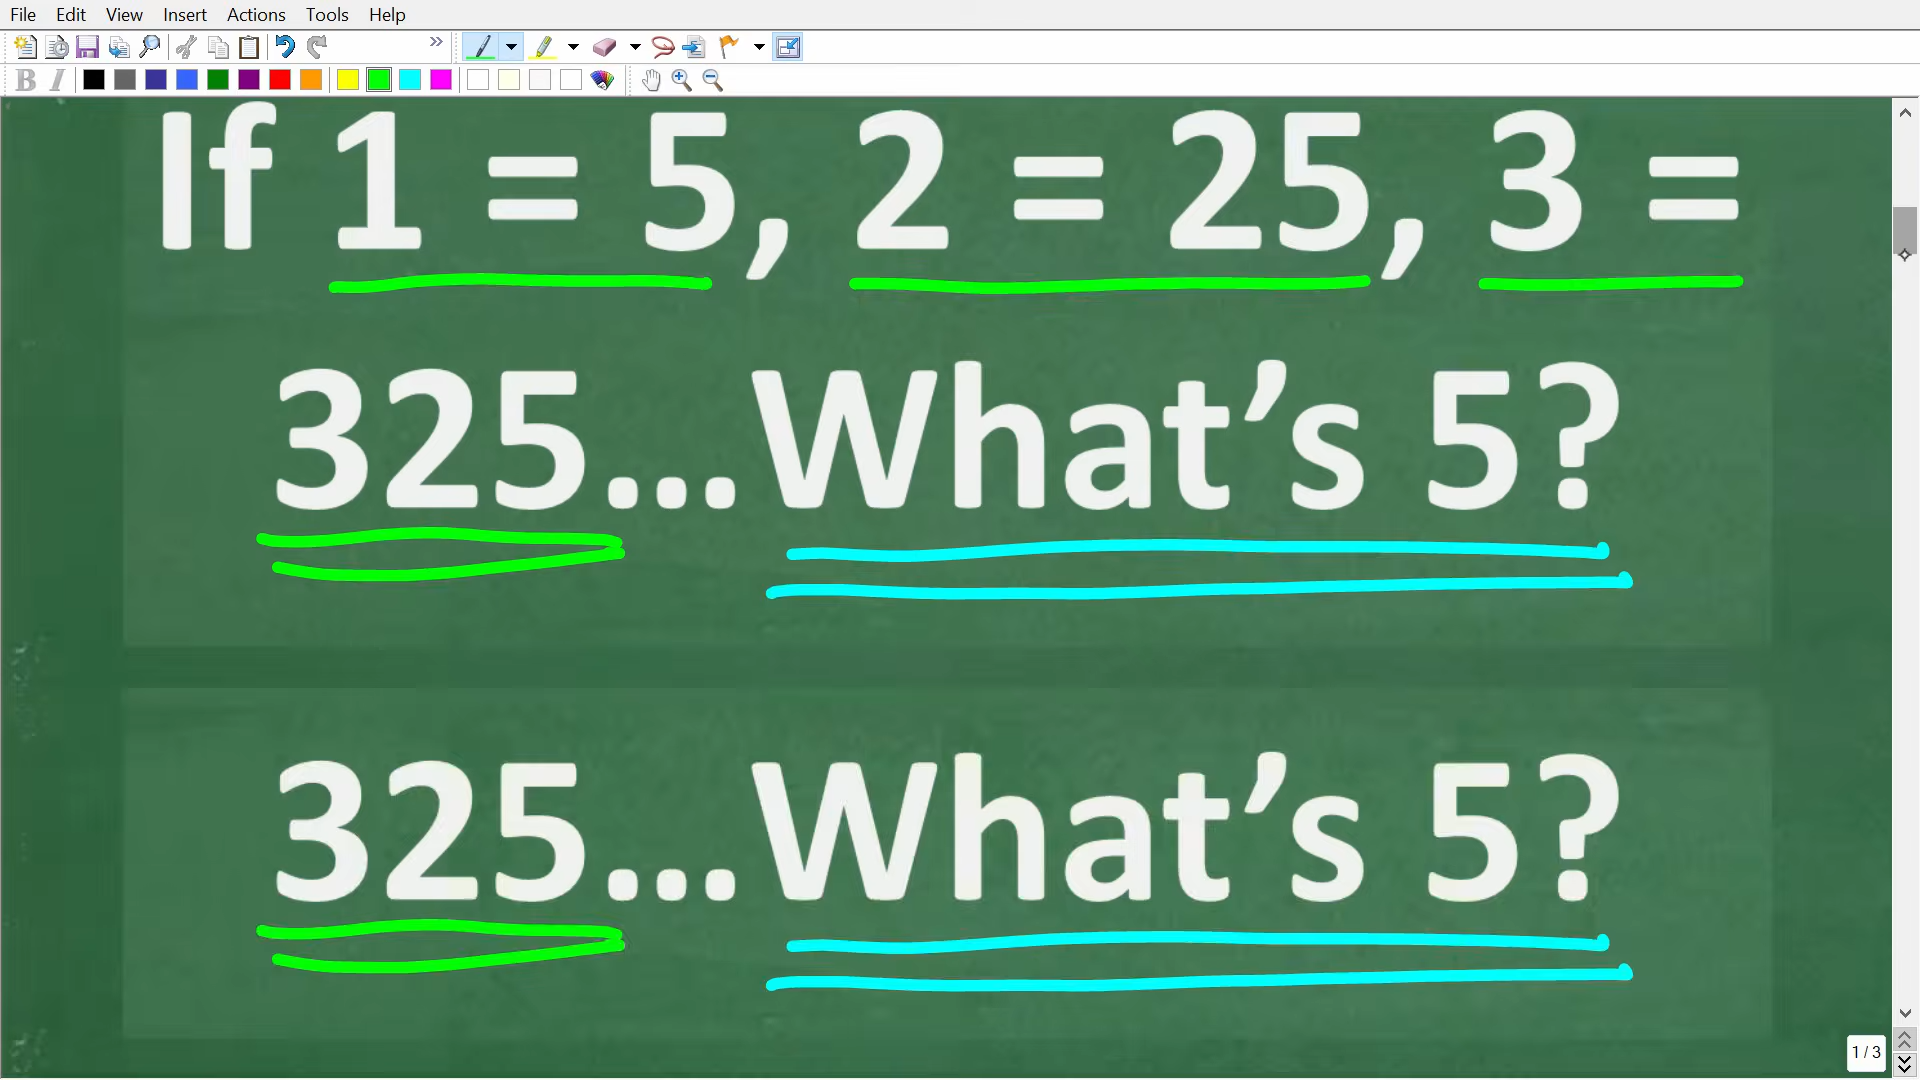 File Edit View Insert Actions Tools Help
B I
If 1 = 5, 2 = 25, 3 =
325...What's 5?
325...What's 5?
1 / 3